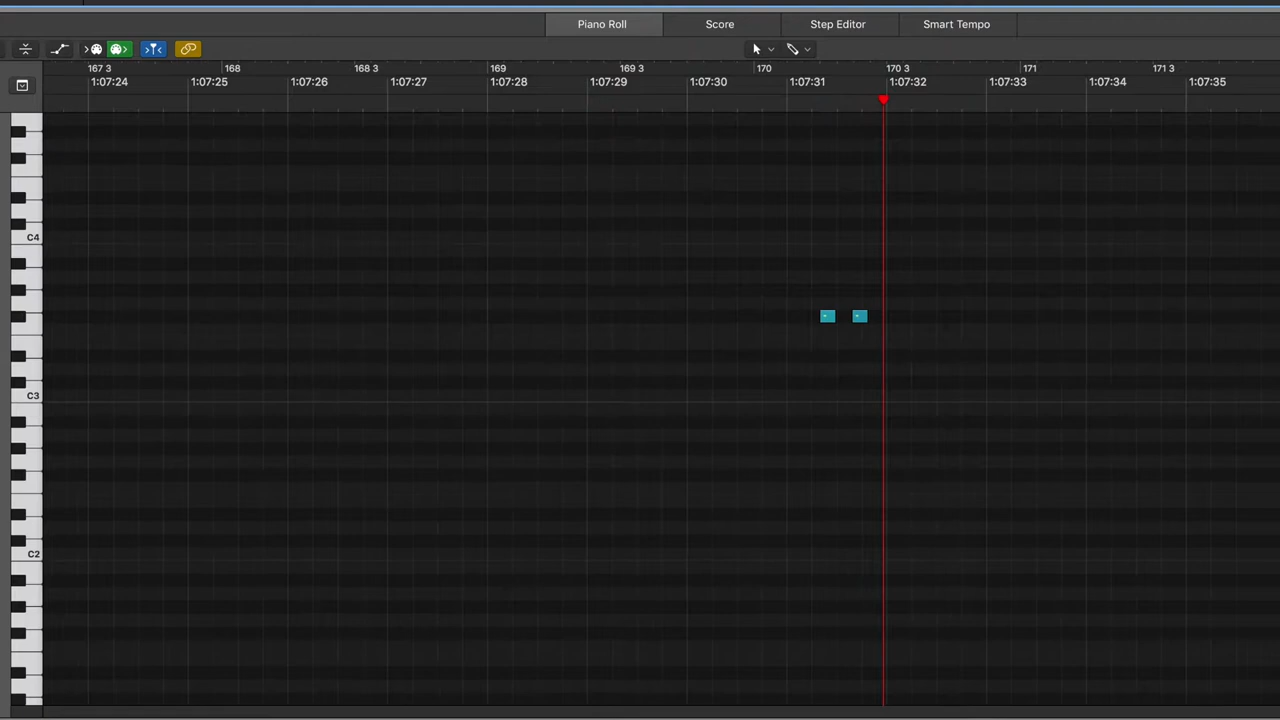 Piano Roll Score Step Editor Smart Tempo
167 3 168 168 3 169 169 3 170 170 3 171 171 3
1:07:24 1:07:25 1:07:26 1:07:27 1:07:28 1:07:29 1:07:30 1:07:31 1:07:32 1:07:33 1:07:34 1:07:35
C4
C3
C2